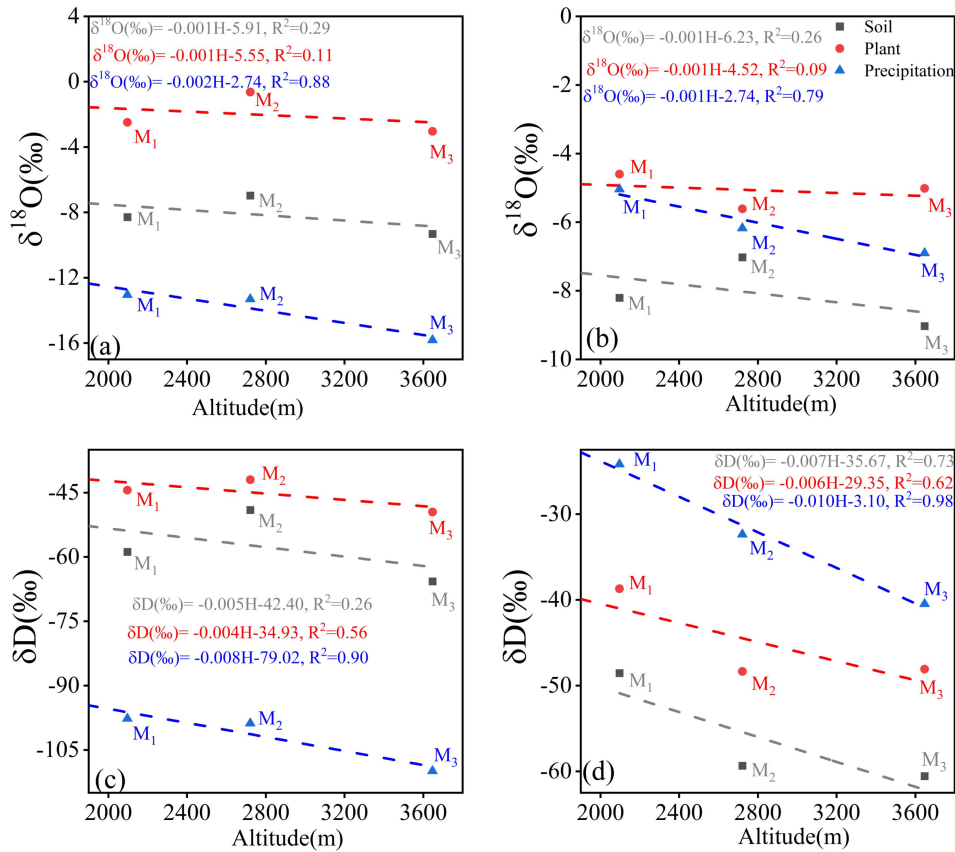 4
0
-4
-8
-12
-16
δ¹⁸O(‰)
δ¹⁸O(‰)= -0.001H-5.91, R²=0.29
δ¹⁸O(‰)= -0.001H-5.55, R²=0.11
δ¹⁸O(‰)= -0.002H-2.74, R²=0.88
M₁
M₂
M₃
M₁
M₂
M₃
M₁
M₂
M₃
(a)
2000 2400 2800 3200 3600
Altitude(m)
0
-2
-4
-6
-8
-10
δ¹⁸O(‰)
δ¹⁸O(‰)= -0.001H-6.23, R²=0.26
δ¹⁸O(‰)= -0.001H-4.52, R²=0.09
δ¹⁸O(‰)= -0.001H-2.74, R²=0.79
Soil
Plant
Precipitation
M₁
M₂
M₃
M₁
M₂
M₃
M₁
M₂
M₃
(b)
2000 2400 2800 3200 3600
Altitude(m)
-45
-60
-75
-90
-105
δD(‰)
M₁
M₂
M₃
M₁
M₂
M₃
δD(‰)= -0.005H-42.40, R²=0.26
δD(‰)= -0.004H-34.93, R²=0.56
δD(‰)= -0.008H-79.02, R²=0.90
M₁
M₂
M₃
(c)
2000 2400 2800 3200 3600
Altitude(m)
-30
-40
-50
-60
δD(‰)
δD(‰)= -0.007H-35.67, R²=0.73
δD(‰)= -0.006H-29.35, R²=0.62
δD(‰)= -0.010H-3.10, R²=0.98
M₁
M₂
M₃
M₁
M₂
M₃
M₁
M₂
M₃
(d)
2000 2400 2800 3200 3600
Altitude(m)